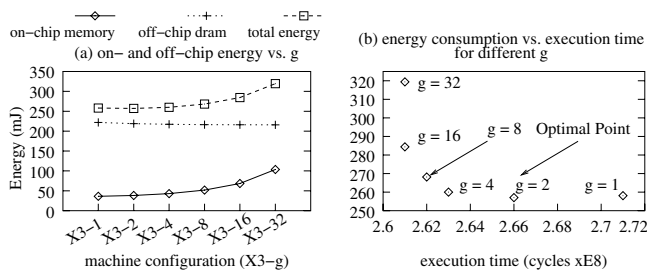 on-chip memory
off-chip dram
total energy
(a) on- and off-chip energy vs. g
350
300
250
200
150
100
50
0
Energy (mJ)
X3-1
X3-2
X3-4
X3-8
X3-16
X3-32
machine configuration (X3-g)
(b) energy consumption vs. execution time
for different g
320
310
300
290
280
270
260
250
g = 32
g = 16
g = 8
Optimal Point
g = 4
g = 2
g = 1
2.6
2.62
2.64
2.66
2.68
2.7
2.72
execution time (cycles xE8)